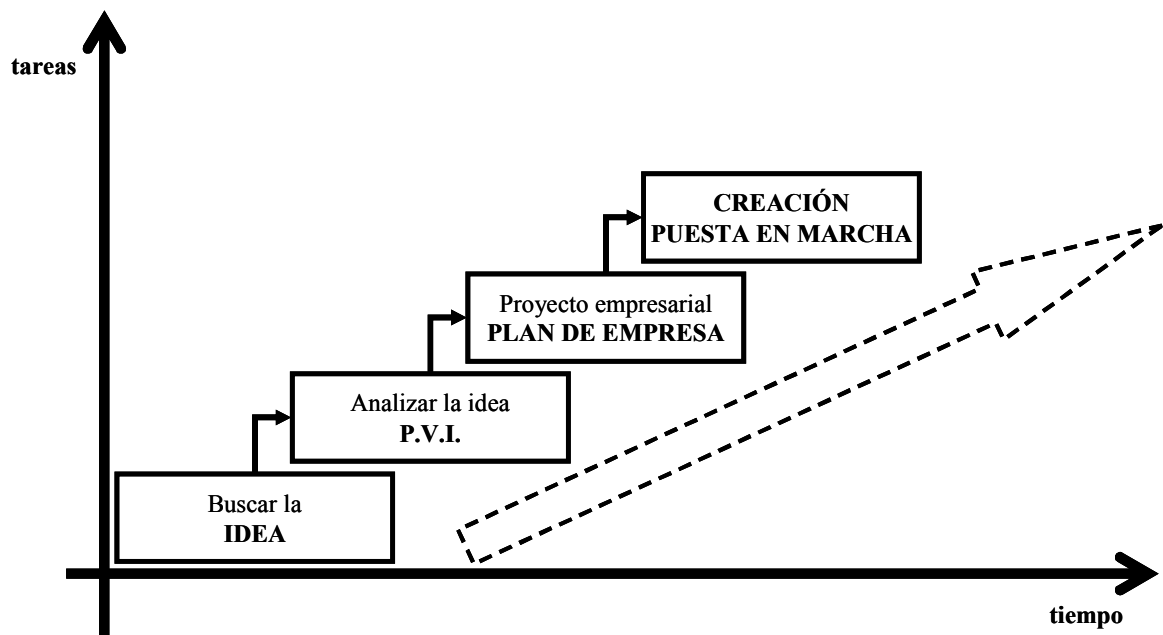 tareas
CREACIÓN
PUESTA EN MARCHA
Proyecto empresarial
PLAN DE EMPRESA
Analizar la idea
P.V.I.
Buscar la
IDEA
tiempo